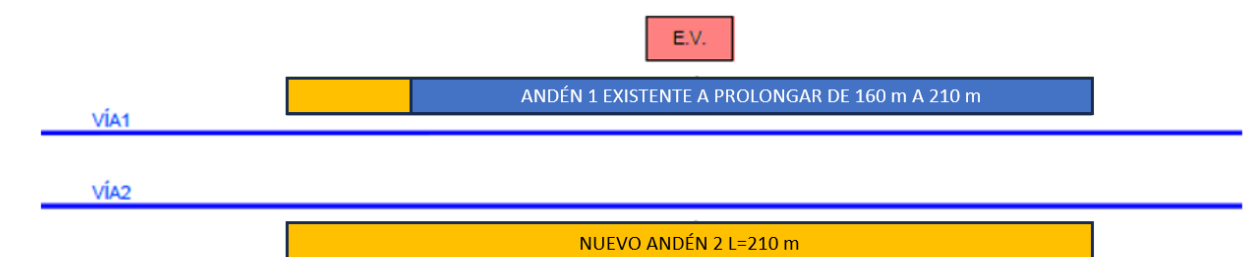 E.V.
ANDÉN 1 EXISTENTE A PROLONGAR DE 160 m A 210 m
VÍA1
VÍA2
NUEVO ANDÉN 2 L=210 m